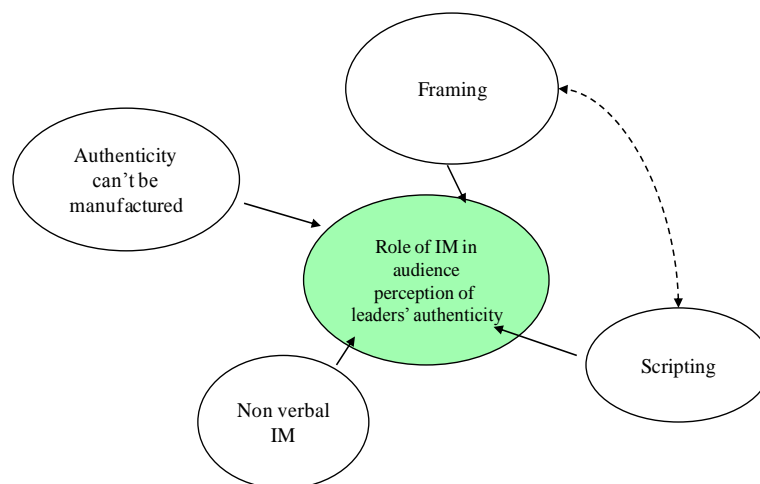 Framing
Authenticity
can’t be
manufactured
Role of IM in
audience
perception of
leaders’ authenticity
Scripting
Non verbal
IM